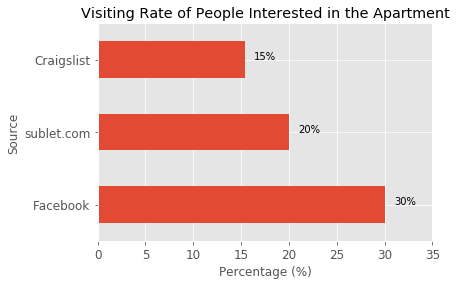 Visiting Rate of People Interested in the Apartment
Craigslist
15%
sublet.com
20%
Facebook
30%
Source
0 5 10 15 20 25 30 35
Percentage (%)